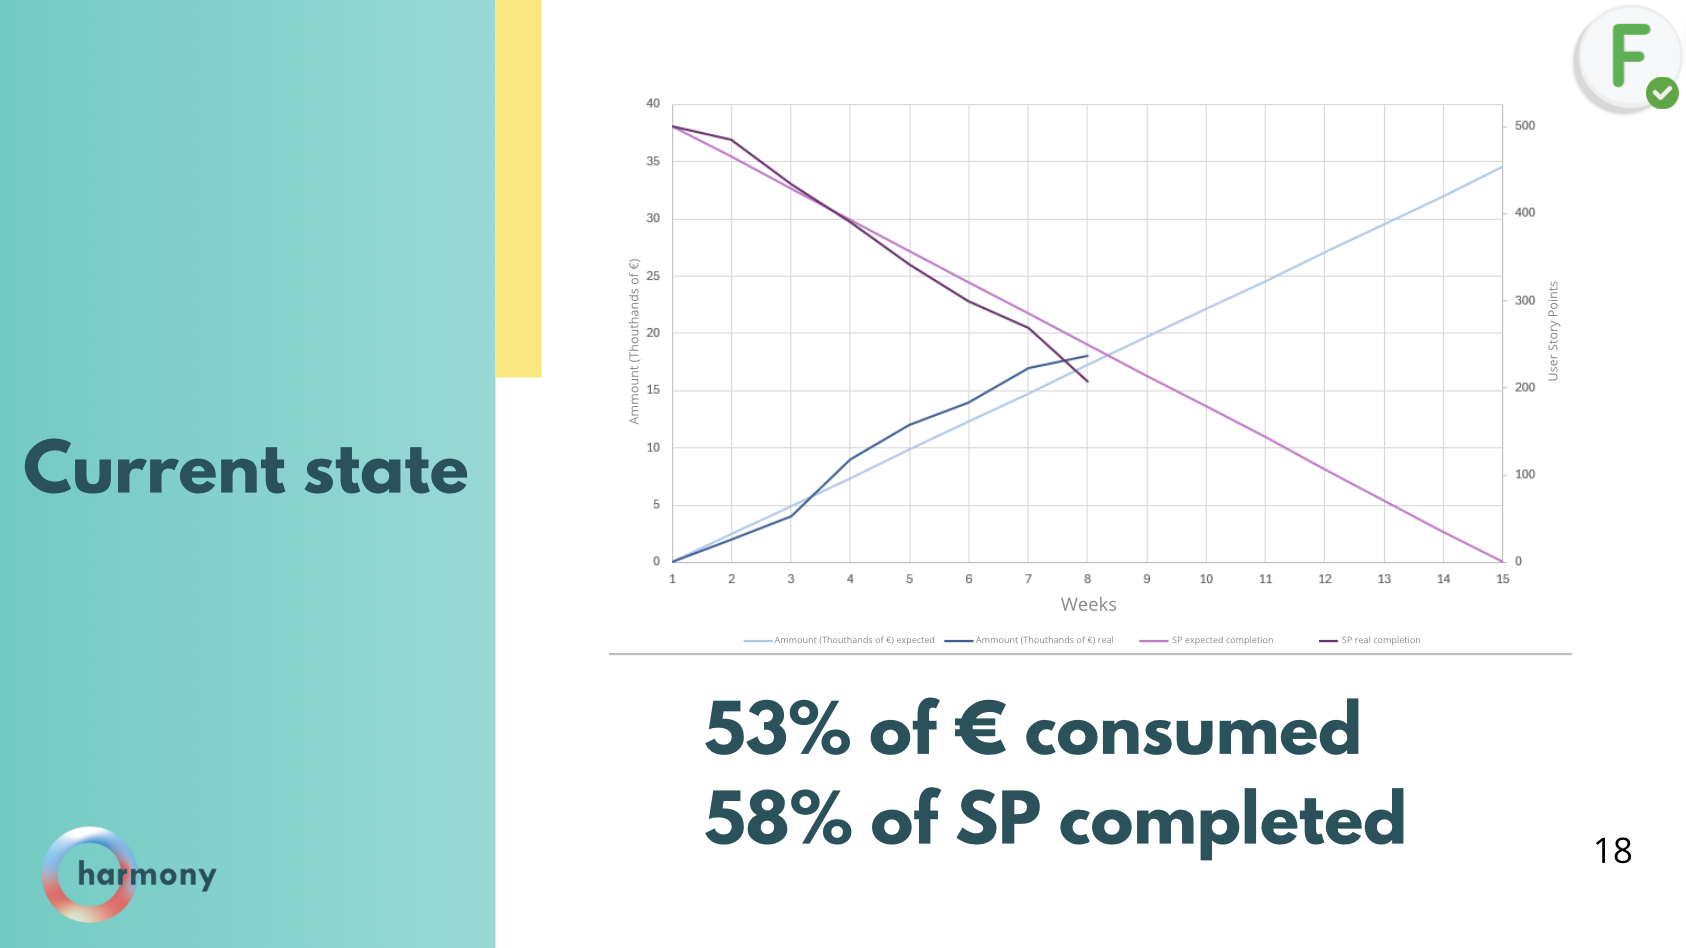 F
Current state
40
35
30
25
20
15
10
5
0
Ammount (Thouthands of €)
500
400
300
200
100
0
User Story Points
1 2 3 4 5 6 7 8 9 10 11 12 13 14 15
Weeks
Ammount (Thouthands of €) expected Ammount (Thouthands of €) real SP expected completion SP real completion
53% of € consumed
58% of SP completed
harmony
18